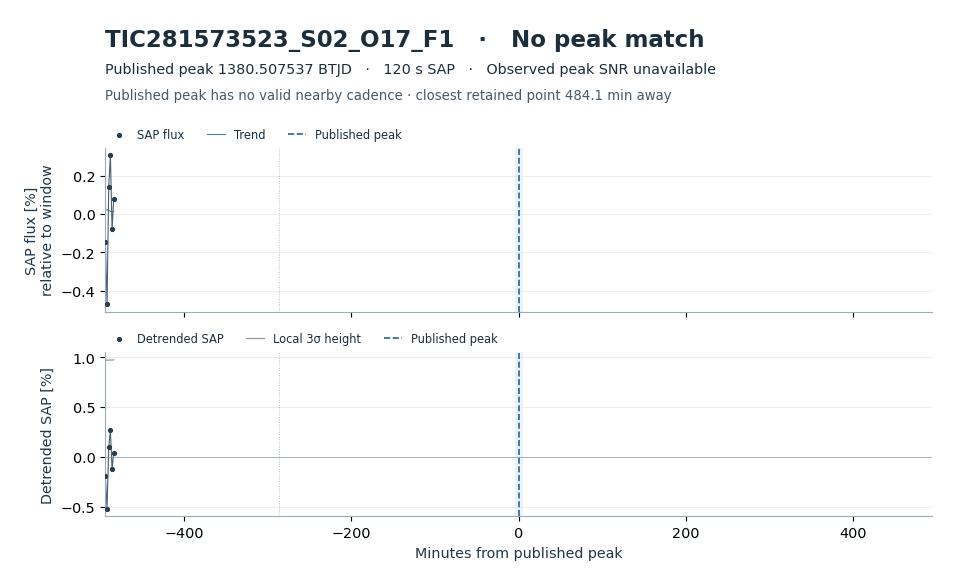 TIC281573523_S02_O17_F1 · No peak match
Published peak 1380.507537 BTJD · 120 s SAP · Observed peak SNR unavailable
Published peak has no valid nearby cadence · closest retained point 484.1 min away
SAP flux Trend Published peak
SAP flux [%]
relative to window
0.2
0.0
−0.2
−0.4
Detrended SAP Local 3σ height Published peak
Detrended SAP [%]
1.0
0.5
0.0
−0.5
−400 −200 0 200 400
Minutes from published peak